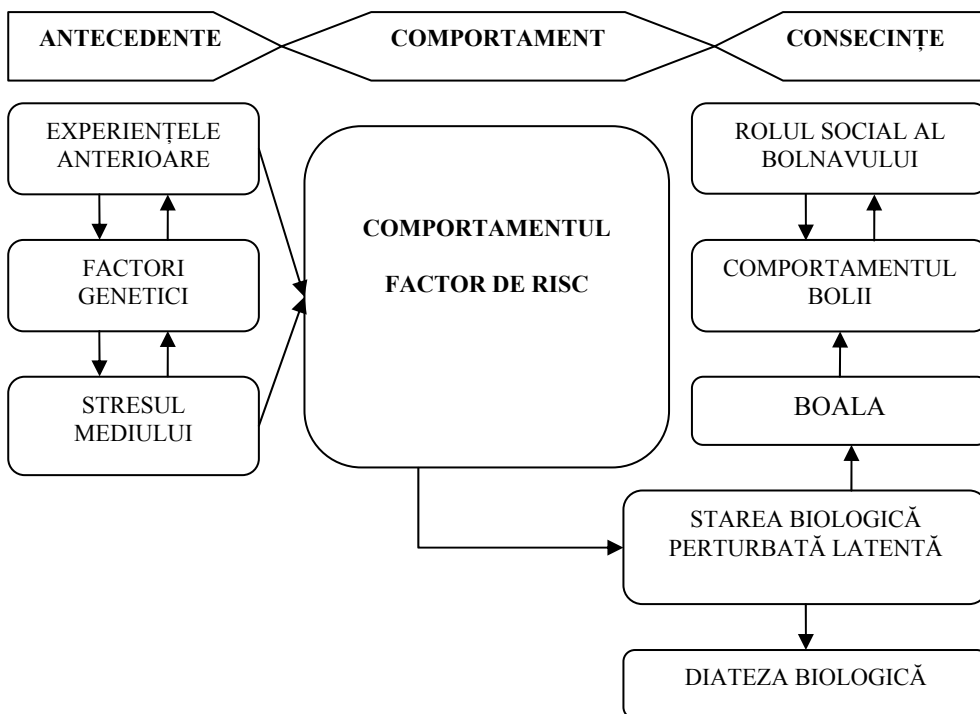 ANTECEDENTE
COMPORTAMENT
CONSECINȚE
EXPERIENȚELE
ANTERIOARE
FACTORI
GENETICI
STRESUL
MEDIULUI
COMPORTAMENTUL
FACTOR DE RISC
ROLUL SOCIAL AL
BOLNAVULUI
COMPORTAMENTUL
BOLII
BOALA
STAREA BIOLOGICĂ
PERTURBATĂ LATENTĂ
DIATEZA BIOLOGICĂ